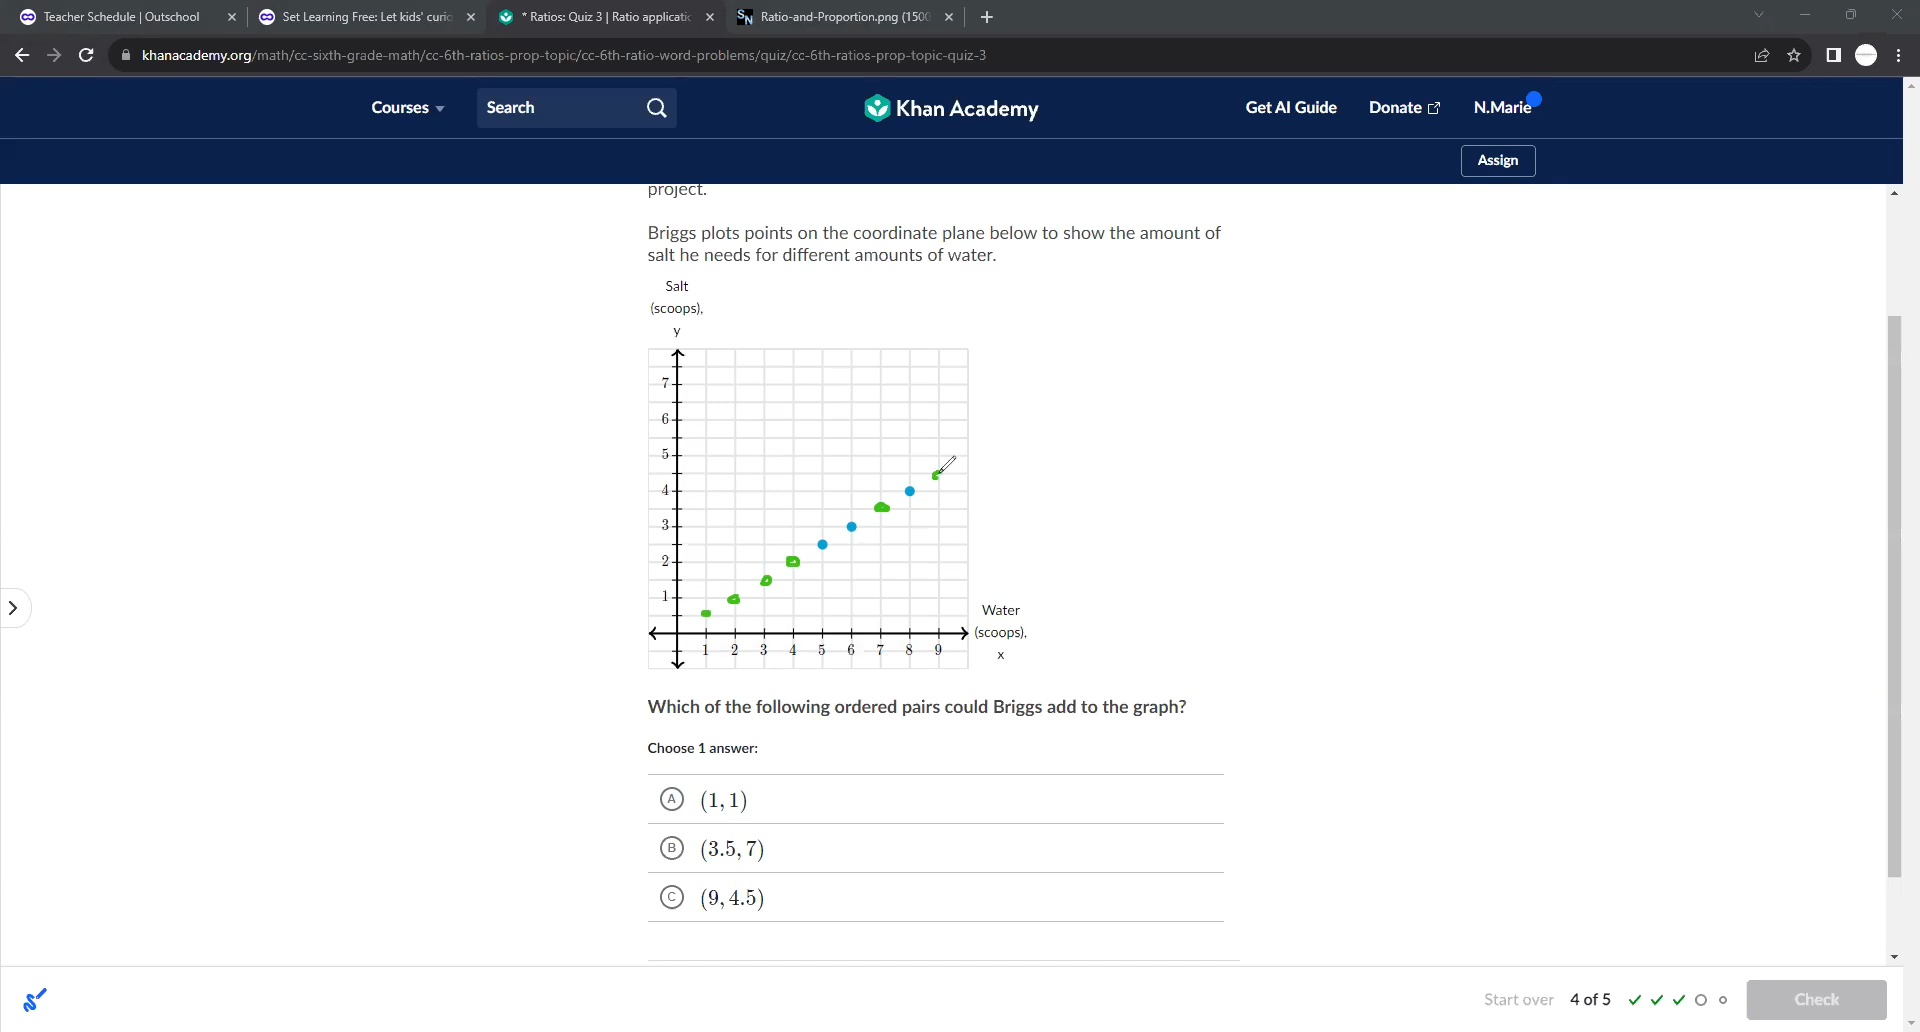 Teacher Schedule | Outschool
Set Learning Free: Let kids' curio
* Ratios: Quiz 3 | Ratio applicatio
SN Ratio-and-Proportion.png (1500
khanacademy.org/math/cc-sixth-grade-math/cc-6th-ratios-prop-topic/cc-6th-ratio-word-problems/quiz/cc-6th-ratios-prop-topic-quiz-3
Courses
Search
Khan Academy
Get AI Guide
Donate
N.Marie
Assign
project.
Briggs plots points on the coordinate plane below to show the amount of
salt he needs for different amounts of water.
Salt
(scoops),
y
7
6
5
4
3
2
1
1 2 3 4 5 6 7 8 9
Water
(scoops),
x
Which of the following ordered pairs could Briggs add to the graph?
Choose 1 answer:
A (1, 1)
B (3.5, 7)
C (9, 4.5)
Start over 4 of 5
Check